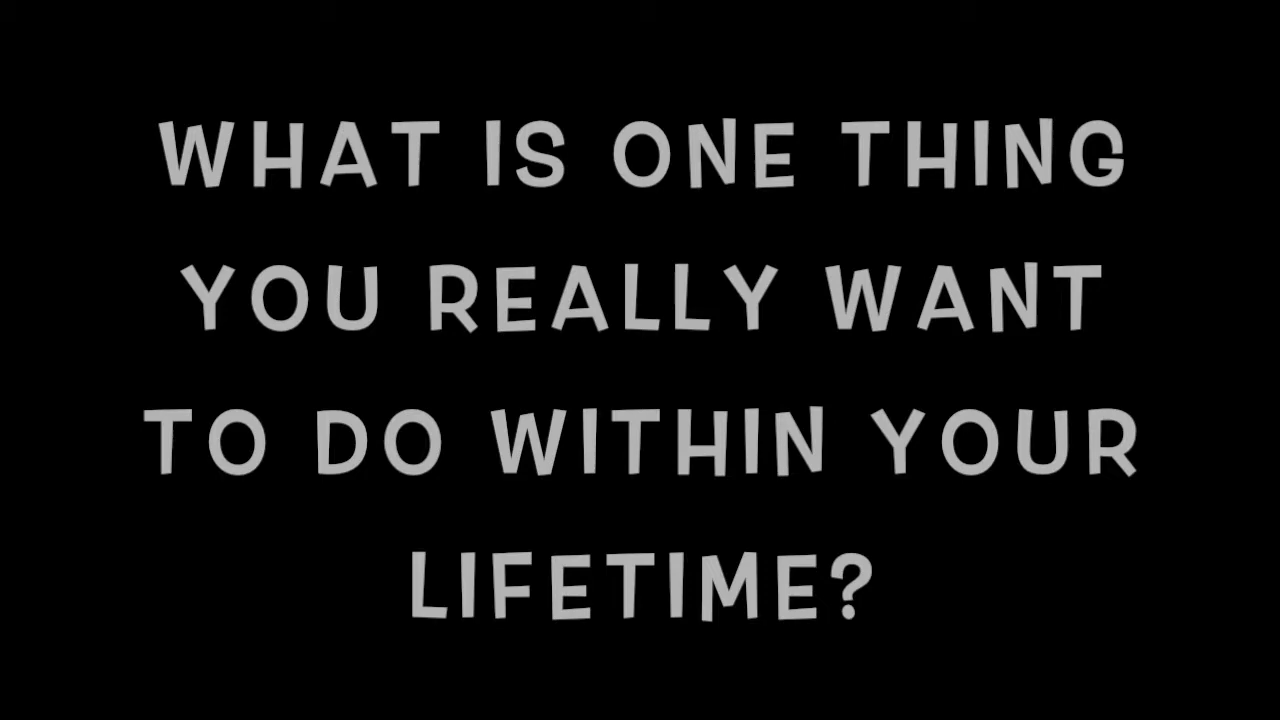 WHAT IS ONE THING
YOU REALLY WANT
TO DO WITHIN YOUR
LIFETIME?